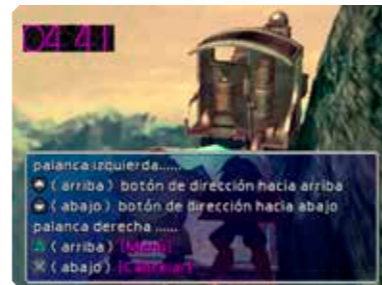 04:41
palanca izquierda......
( arriba ) botón de dirección hacia arriba
( abajo ) botón de dirección hacia abajo
palanca derecha ......
( arriba ) [Menú]
( abajo ) [Cancelar]